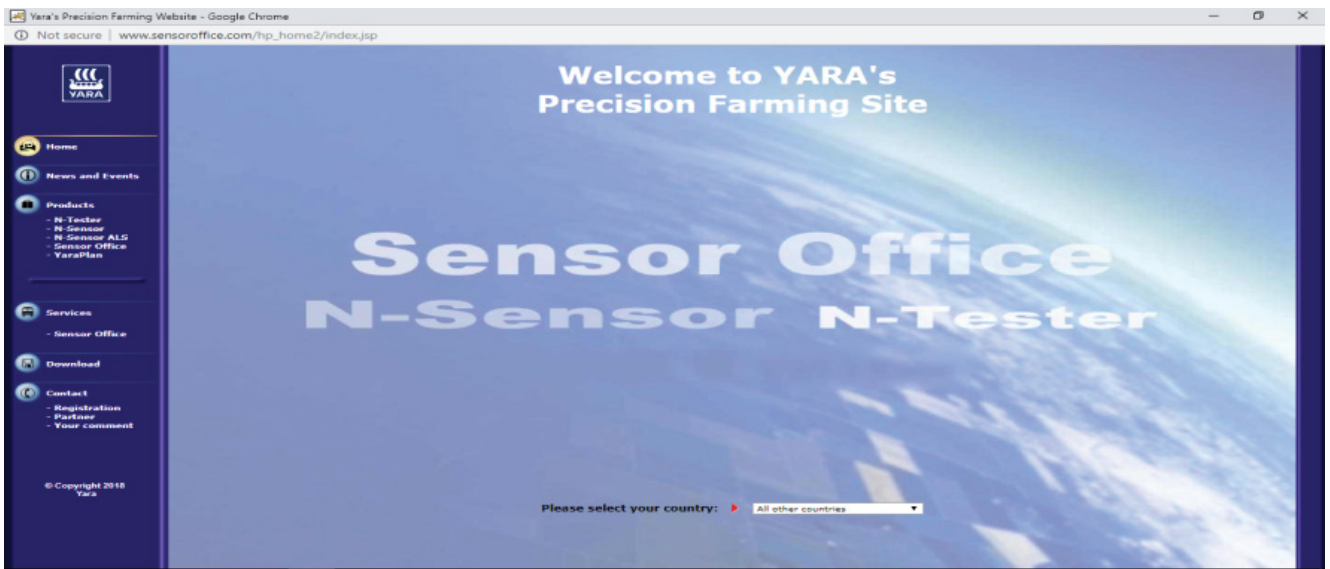 Yara's Precision Farming Website - Google Chrome
Not secure | www.sensoroffice.com/hp_home2/index.jsp
YARA
Home
News and Events
Products
- N-Tester
- N-Sensor
- N-Sensor ALS
- Sensor Office
- YaraPlan
Services
- Sensor Office
Download
Contact
- Registration
- Partner
- Your comment
© Copyright 2018
Yara
Welcome to YARA's
Precision Farming Site
Sensor Office
N-Sensor N-Tester
Please select your country: All other countries